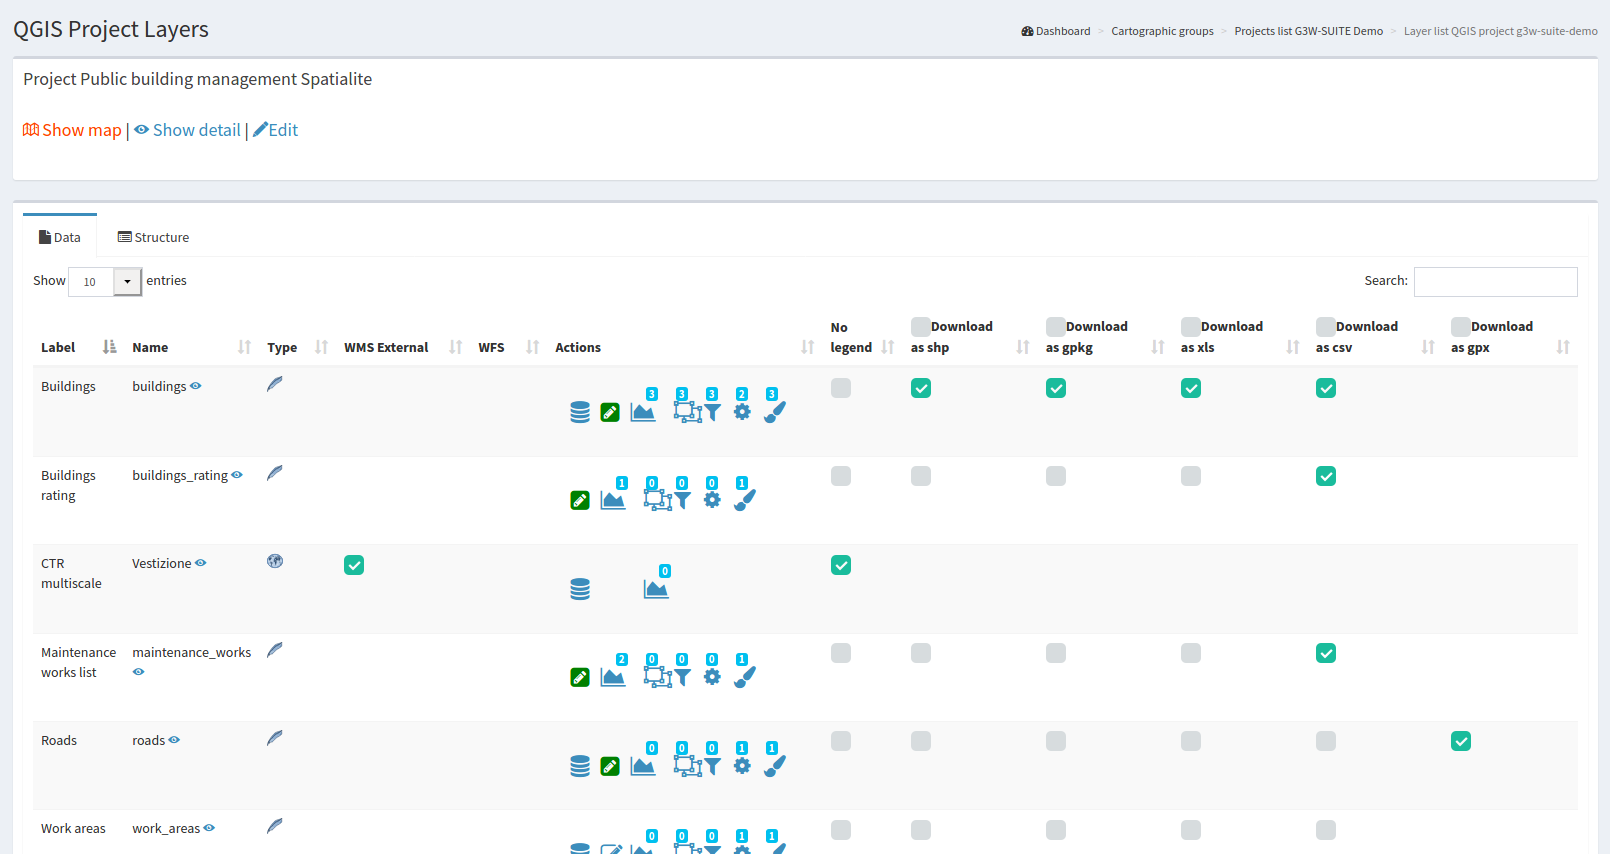 QGIS Project Layers
Dashboard > Cartographic groups > Projects list G3W-SUITE Demo > Layer list QGIS project g3w-suite-demo
Project Public building management Spatialite
Show map | Show detail | Edit
Data Structure
Show 10 entries Search:
Label Name Type WMS External WFS Actions No legend Download as shp Download as gpkg Download as xls Download as csv Download as gpx
Buildings buildings 3 3 3 2 3
Buildings rating buildings_rating 1 0 0 0 1
CTR multiscale Vestizione 0
Maintenance works list maintenance_works 2 0 0 0 1
Roads roads 0 0 0 1 1
Work areas work_areas 0 0 0 1 1